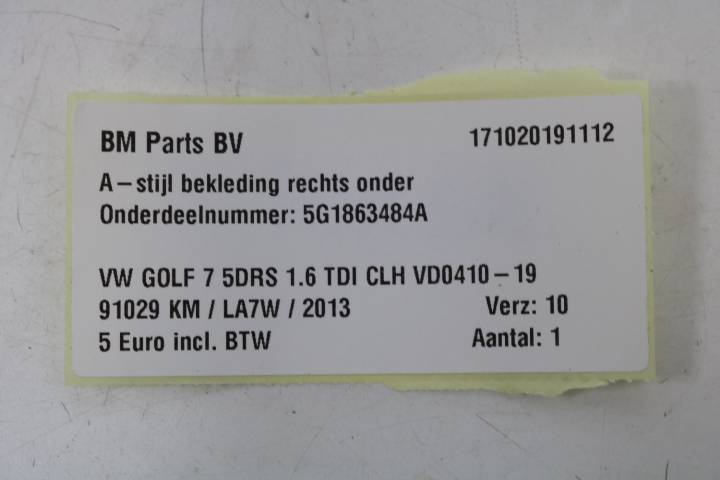 BM Parts BV 171020191112
A-stijl bekleding rechts onder
Onderdeelnummer: 5G1863484A
VW GOLF 7 5DRS 1.6 TDI CLH VD0410-19
91029 KM / LA7W / 2013 Verz: 10
5 Euro incl. BTW Aantal: 1